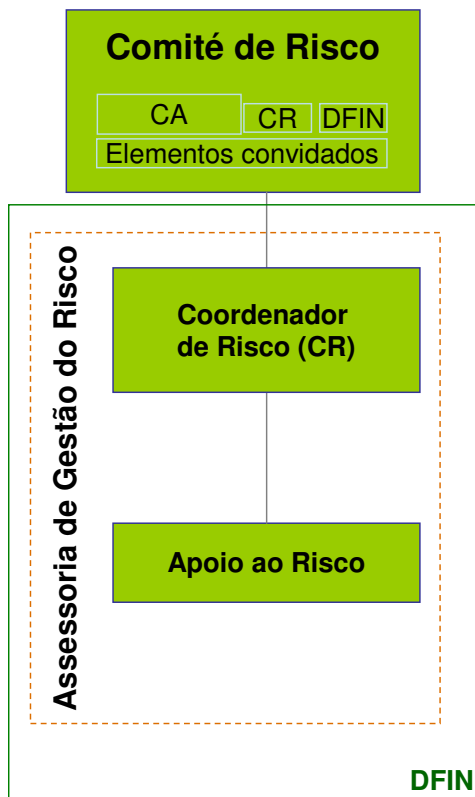 Comité de Risco
CA
CR
DFIN
Elementos convidados
Assessoria de Gestão do Risco
Coordenador
de Risco (CR)
Apoio ao Risco
DFIN